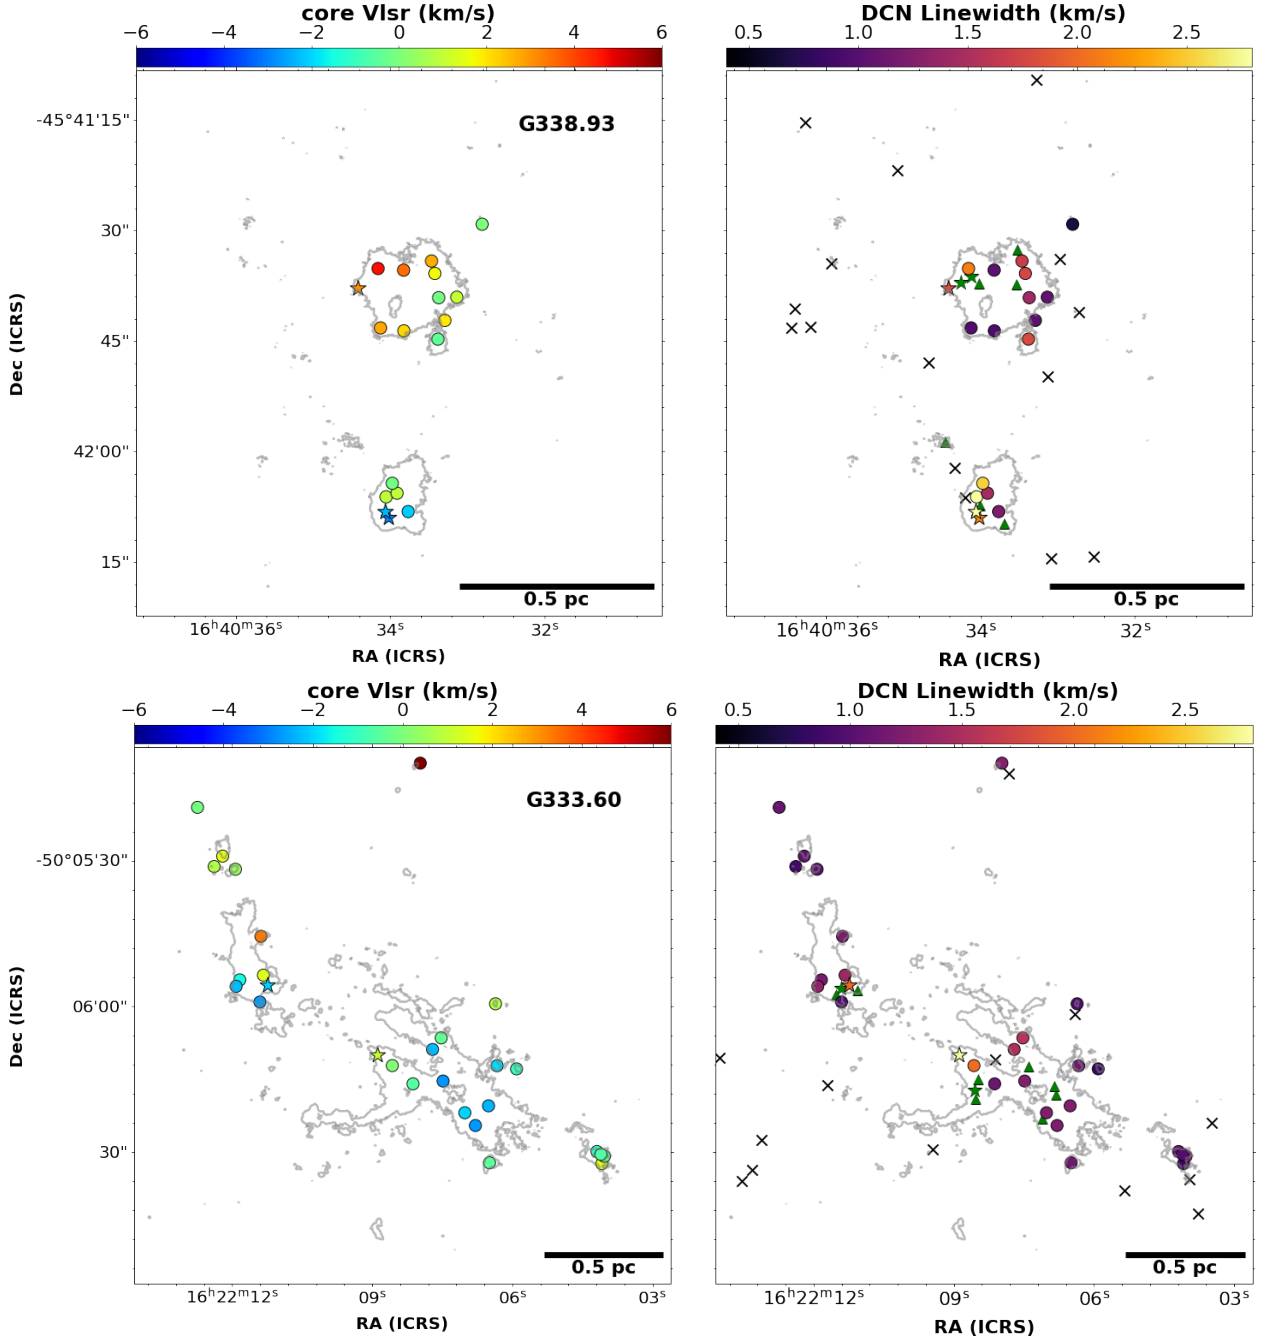 core Vlsr (km/s)
−6 −4 −2 0 2 4 6
G338.93
-45°41'15"
30"
45"
42'00"
15"
Dec (ICRS)
0.5 pc
16ʰ40ᵐ36ˢ 34ˢ 32ˢ
RA (ICRS)
DCN Linewidth (km/s)
0.5 1.0 1.5 2.0 2.5
0.5 pc
16ʰ40ᵐ36ˢ 34ˢ 32ˢ
RA (ICRS)
core Vlsr (km/s)
−6 −4 −2 0 2 4 6
G333.60
-50°05'30"
06'00"
30"
Dec (ICRS)
0.5 pc
16ʰ22ᵐ12ˢ 09ˢ 06ˢ 03ˢ
RA (ICRS)
DCN Linewidth (km/s)
0.5 1.0 1.5 2.0 2.5
0.5 pc
16ʰ22ᵐ12ˢ 09ˢ 06ˢ 03ˢ
RA (ICRS)